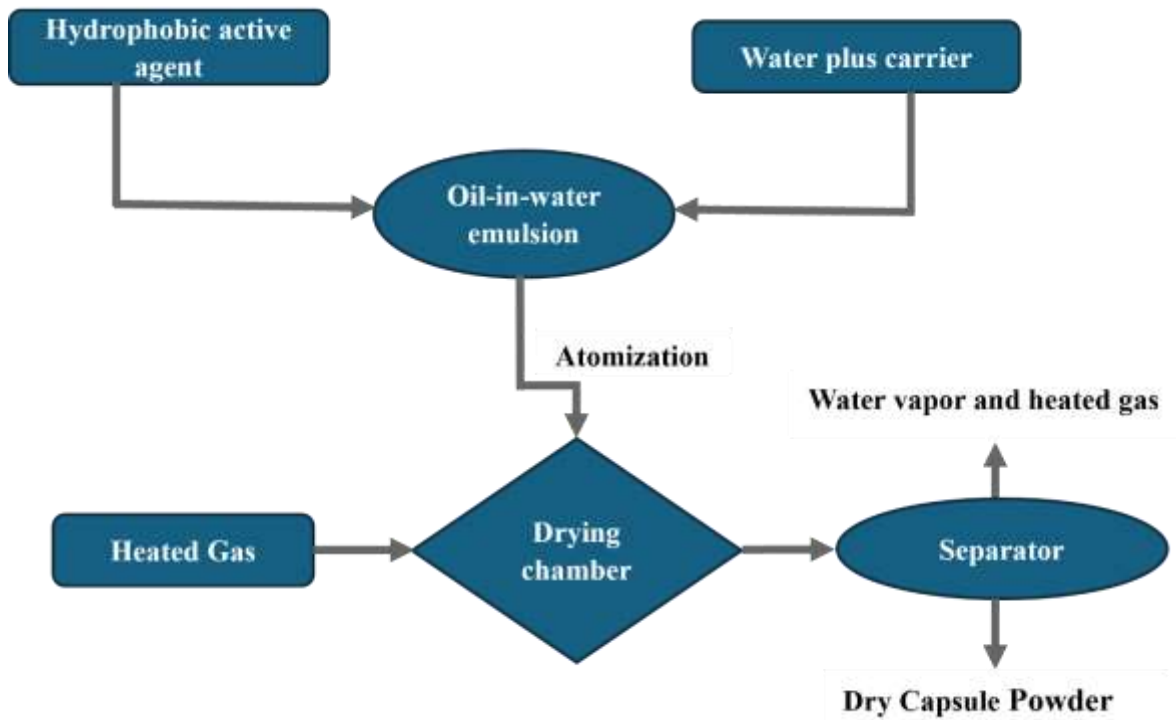 Hydrophobic active
agent
Water plus carrier
Oil-in-water
emulsion
Atomization
Water vapor and heated gas
Heated Gas
Drying
chamber
Separator
Dry Capsule Powder